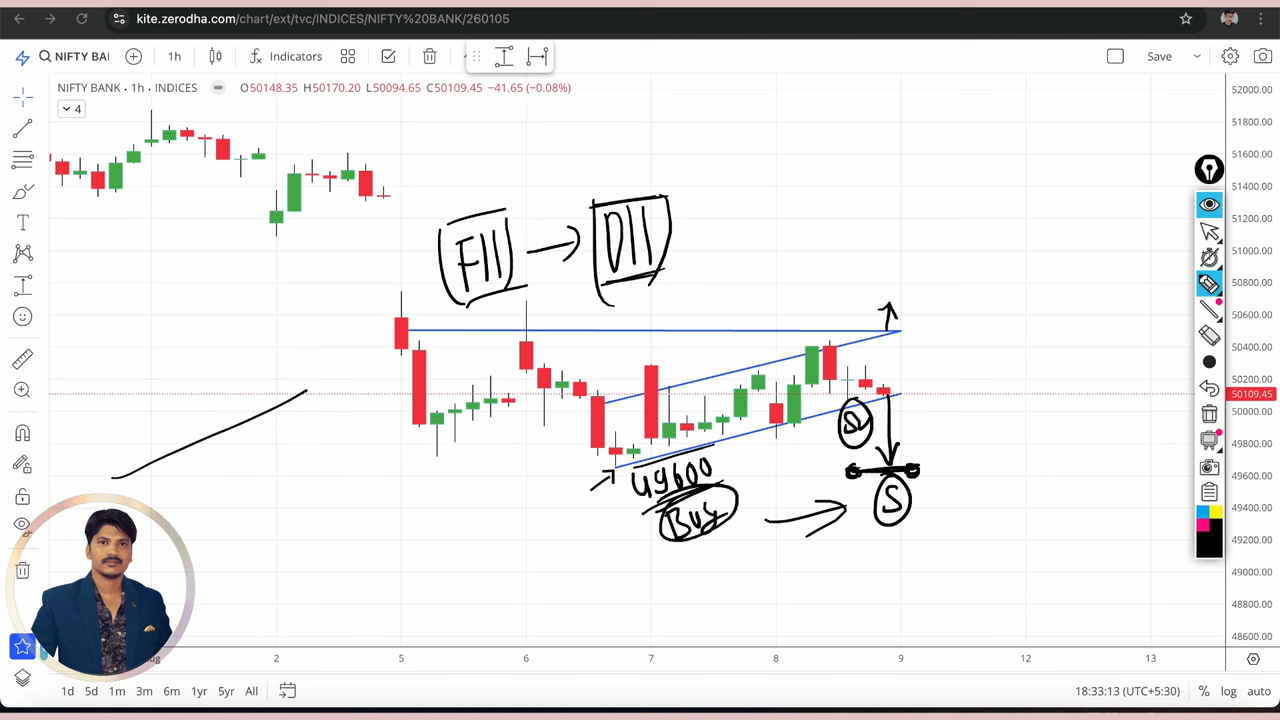 kite.zerodha.com/chart/ext/tvc/INDICES/NIFTY%20BANK/260105
NIFTY BAI
1h
Indicators
Save
NIFTY BANK • 1h • INDICES
O50148.35 H50170.20 L50094.65 C50109.45 −41.65 (−0.08%)
4
52000.00
51800.00
51600.00
51400.00
51200.00
51000.00
50800.00
50600.00
50400.00
50200.00
50109.45
50000.00
49800.00
49600.00
49400.00
49200.00
49000.00
48800.00
48600.00
FII
DII
49600
Buy
S
2
5
6
7
8
9
12
13
1d 5d 1m 3m 6m 1yr 5yr All
18:33:13 (UTC+5:30)
% log auto